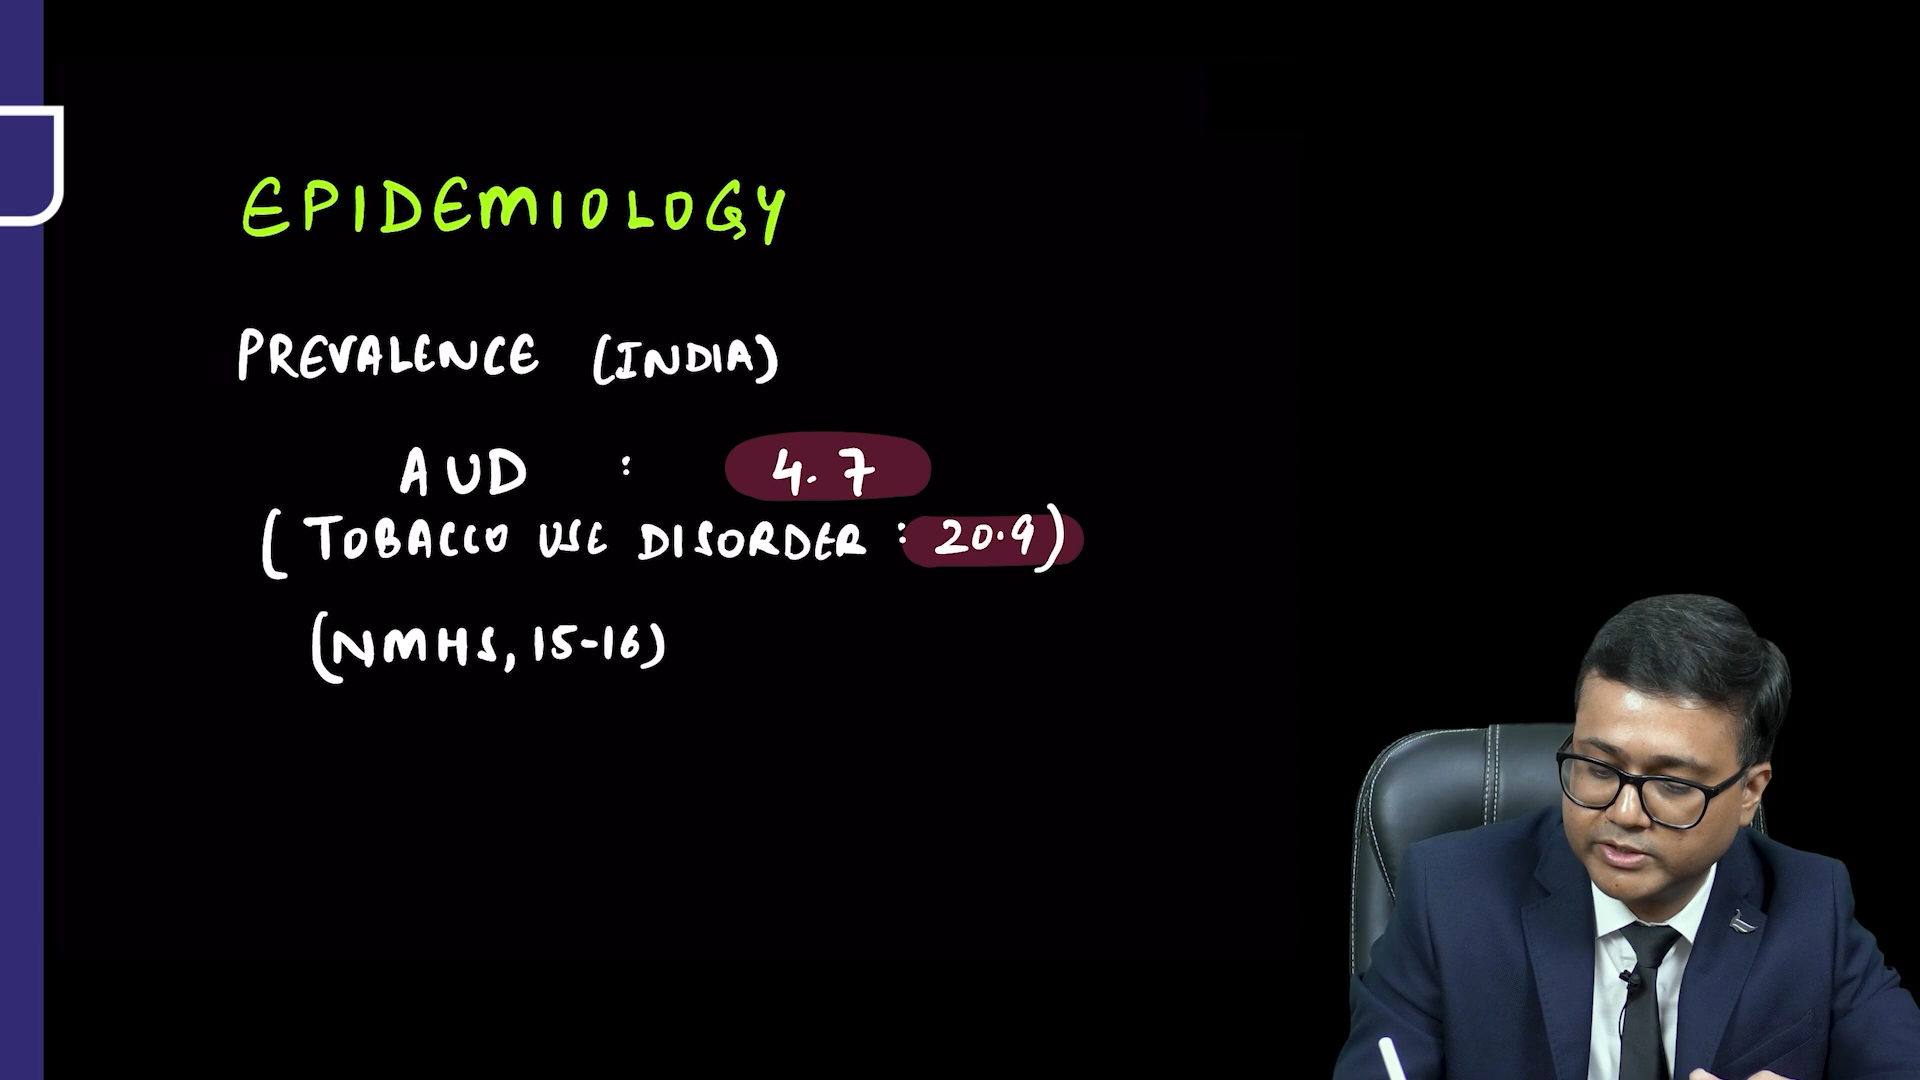 EPIDEMIOLOGY
PREVALENCE (INDIA)
AUD : 4.7
(TOBACCO USE DISORDER : 20.9)
(NMHS, 15-16)